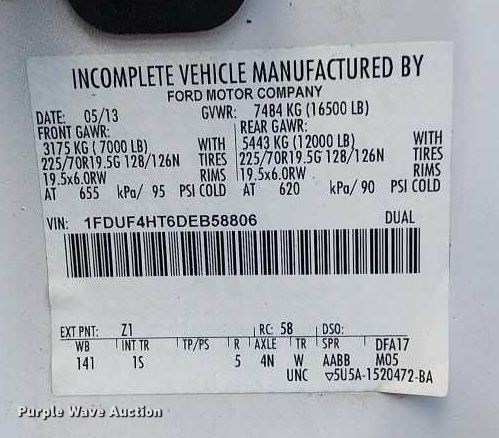 INCOMPLETE VEHICLE MANUFACTURED BY
FORD MOTOR COMPANY
DATE: 05/13 GVWR: 7484 KG (16500 LB)
FRONT GAWR: REAR GAWR:
3175 KG ( 7000 LB) WITH 5443 KG (12000 LB) WITH
225/70R19.5G 128/126N TIRES 225/70R19.5G 128/126N TIRES
19.5x6.0RW RIMS 19.5x6.0RW RIMS
AT 655 kPa/ 95 PSI COLD AT 620 kPa/ 90 PSI COLD
VIN: 1FDUF4HT6DEB58806 DUAL
EXT PNT: Z1 RC: 58 DSO:
WB INT TR TP/PS R AXLE TR SPR DFA17
141 1S 5 4N W AABB M05
UNC ▽5U5A-1520472-BA
Purple Wave Auction